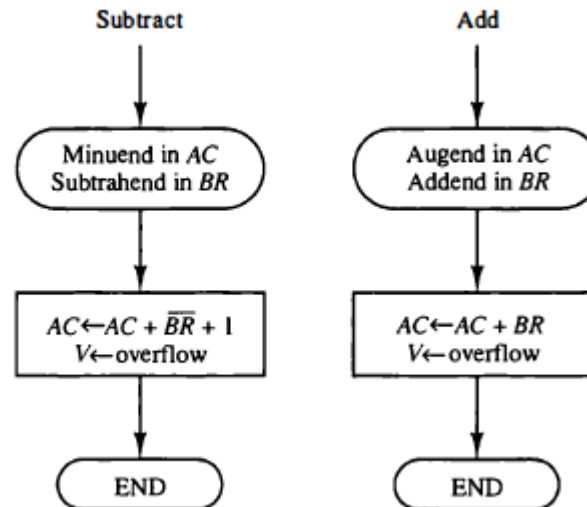 Subtract
Minuend in AC
Subtrahend in BR
AC←AC + B̅R̅ + 1
V←overflow
END
Add
Augend in AC
Addend in BR
AC←AC + BR
V←overflow
END